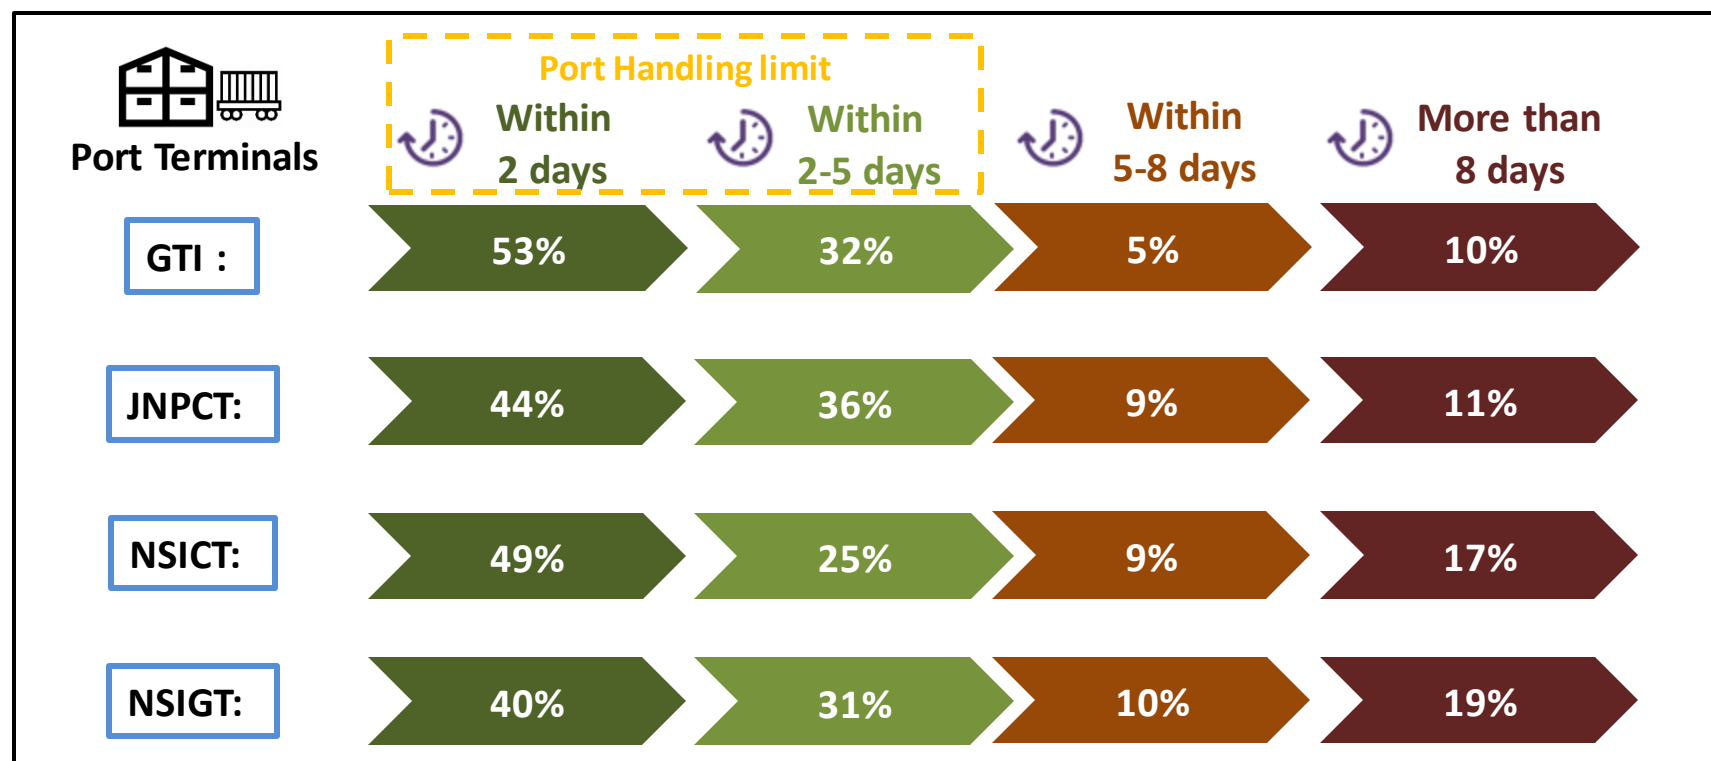 Port Handling limit
Port Terminals
Within
2 days
Within
2-5 days
Within
5-8 days
More than
8 days
GTI : 53% 32% 5% 10%
JNPCT: 44% 36% 9% 11%
NSICT: 49% 25% 9% 17%
NSIGT: 40% 31% 10% 19%